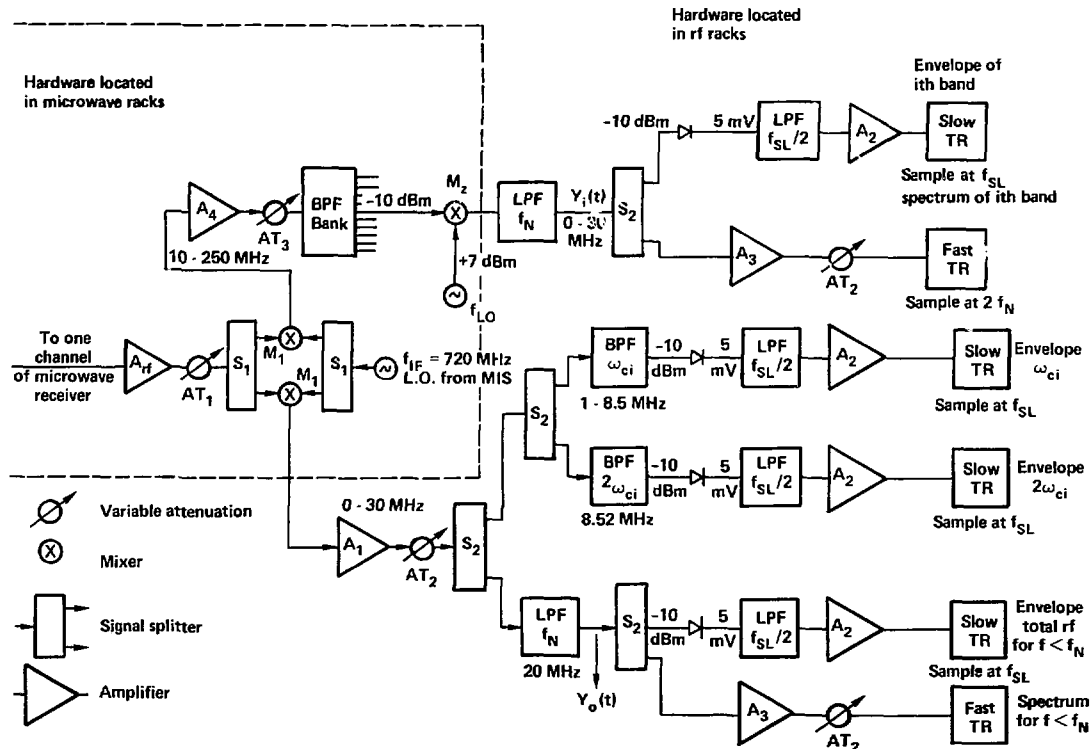 Hardware located
in rf racks
Hardware located
in microwave racks
Envelope of
ith band
-10 dBm
5 mV
LPF
f_SL/2
A_2
Slow
TR
Sample at f_SL
spectrum of ith band
A_4
AT_3
BPF
Bank
-10 dBm
M_z
LPF
f_N
Y_i(t)
0 - 30
MHz
S_2
10 - 250 MHz
+7 dBm
f_LO
A_3
AT_2
Fast
TR
Sample at 2 f_N
To one
channel
of microwave
receiver
A_rf
AT_1
S_1
M_1
M_1
S_1
f_IF = 720 MHz
L.O. from MIS
S_2
BPF
ω_ci
1 - 8.5 MHz
-10
dBm
5
mV
LPF
f_SL/2
A_2
Slow
TR
Envelope
ω_ci
Sample at f_SL
BPF
2ω_ci
8.52 MHz
-10
dBm
5
mV
LPF
f_SL/2
A_2
Slow
TR
Envelope
2ω_ci
Sample at f_SL
0 - 30 MHz
A_1
AT_2
S_2
Variable attenuation
Mixer
Signal splitter
Amplifier
LPF
f_N
20 MHz
Y_o(t)
S_2
-10
dBm
5
mV
LPF
f_SL/2
A_2
Slow
TR
Envelope
total rf
for f < f_N
Sample at f_SL
A_3
AT_2
Fast
TR
Spectrum
for f < f_N